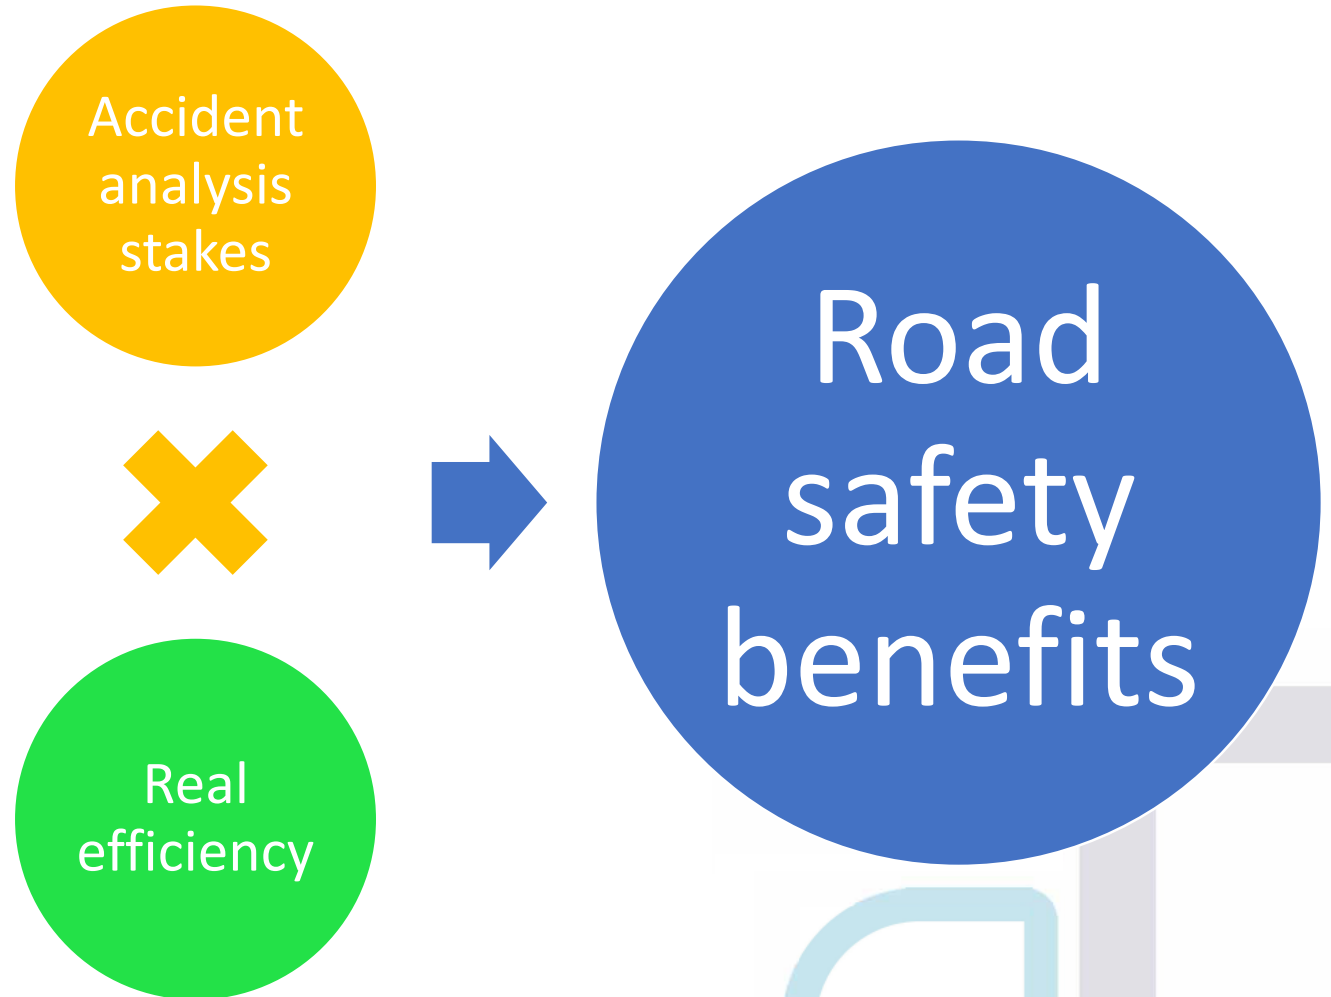 Accident
analysis
stakes
Real
efficiency
Road
safety
benefits